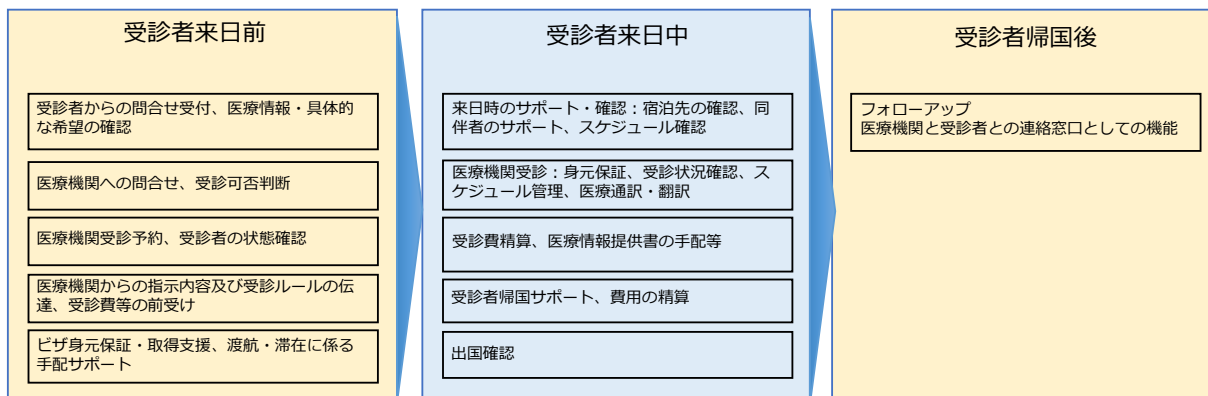 受診者来日前
受診者からの問合せ受付、医療情報・具体的
な希望の確認
医療機関への問合せ、受診可否判断
医療機関受診予約、受診者の状態確認
医療機関からの指示内容及び受診ルールの伝
達、受診費等の前受け
ビザ身元保証・取得支援、渡航・滞在に係る
手配サポート
受診者来日中
来日時のサポート・確認：宿泊先の確認、同
伴者のサポート、スケジュール確認
医療機関受診：身元保証、受診状況確認、ス
ケジュール管理、医療通訳・翻訳
受診費精算、医療情報提供書の手配等
受診者帰国サポート、費用の精算
出国確認
受診者帰国後
フォローアップ
医療機関と受診者との連絡窓口としての機能